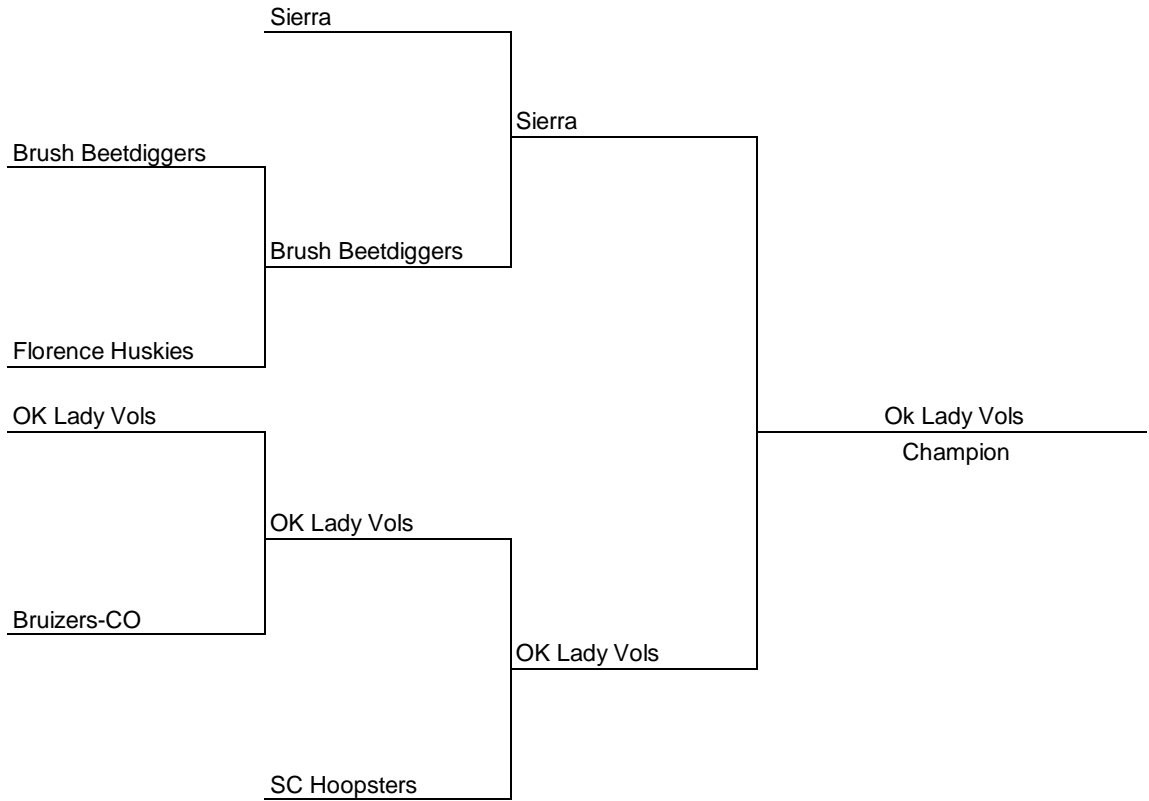 Sierra
Sierra
Brush Beetdiggers
Brush Beetdiggers
Florence Huskies
OK Lady Vols
Ok Lady Vols
Champion
OK Lady Vols
Bruizers-CO
OK Lady Vols
SC Hoopsters